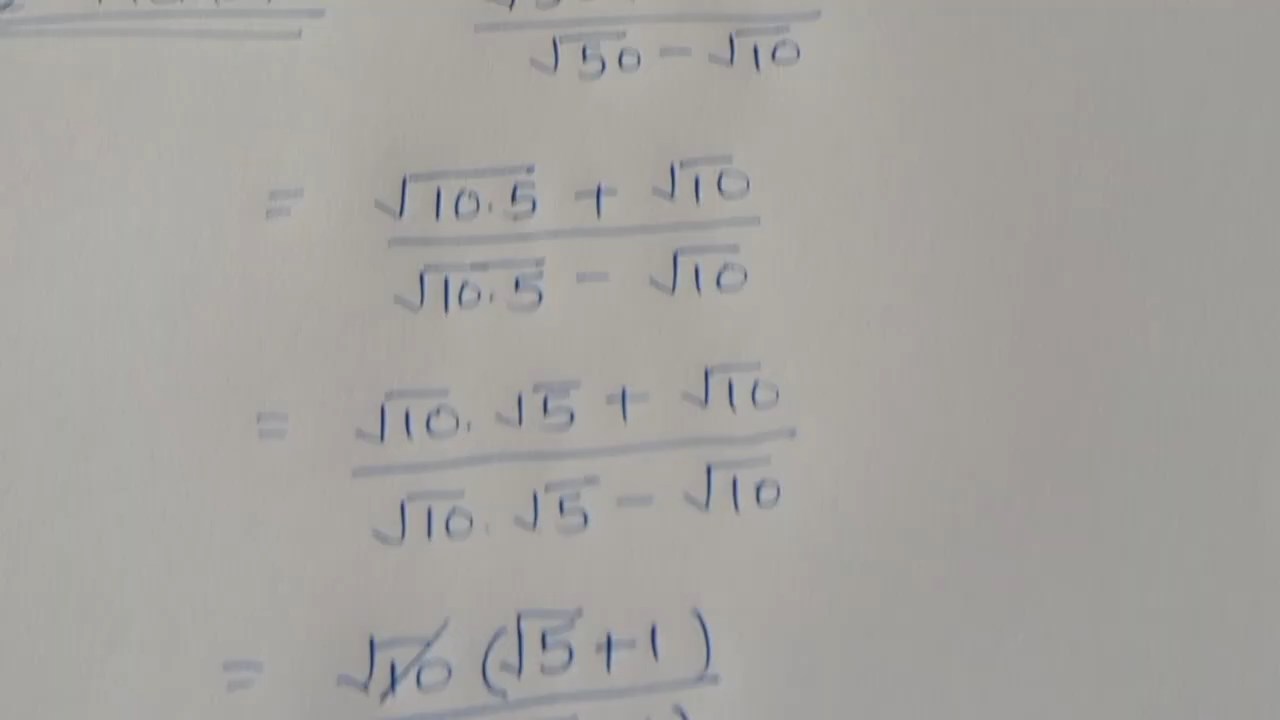 √50 - √10
= √10.5 + √10
√10.5 - √10
= √10. √5 + √10
√10. √5 - √10
= √10 (√5+1)